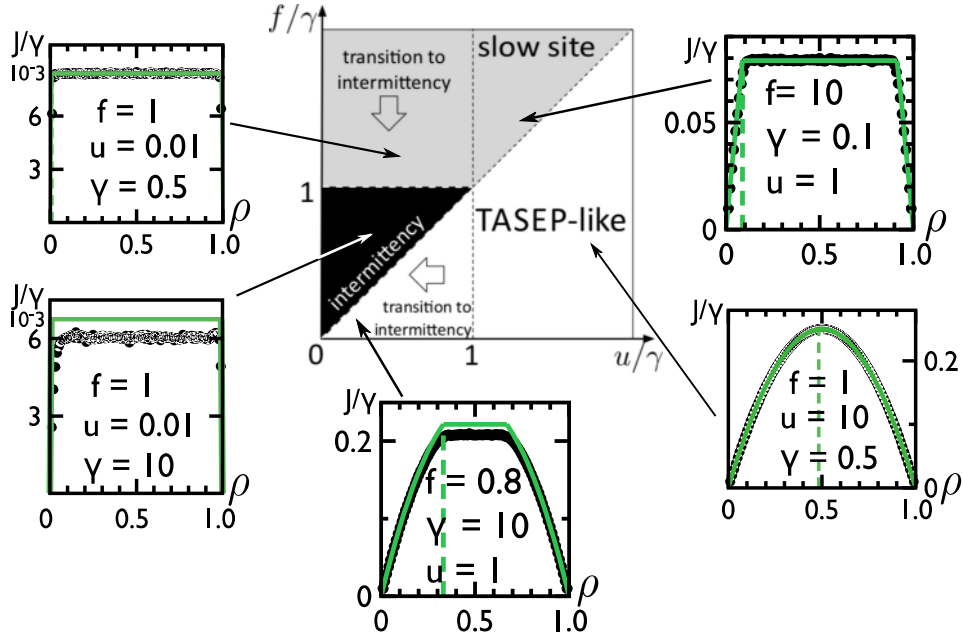 J/γ
10⁻³
6
3
f = 1
u = 0.01
γ = 0.5
0
0.5
1.0
ρ
f/γ
transition to
intermittency
slow site
1
intermittency
TASEP-like
transition to
intermittency
0
1
u/γ
J/γ
0.05
0
f= 10
γ = 0.1
u = 1
0
0.5
1.0
ρ
J/γ
10⁻³
6
3
f = 1
u = 0.01
γ = 10
0
0.5
1.0
ρ
J/γ
0.2
0
f = 0.8
γ = 10
u = 1
0
0.5
1.0
ρ
J/γ
0.2
0
f = 1
u = 10
γ = 0.5
0
0.5
1.0
ρ